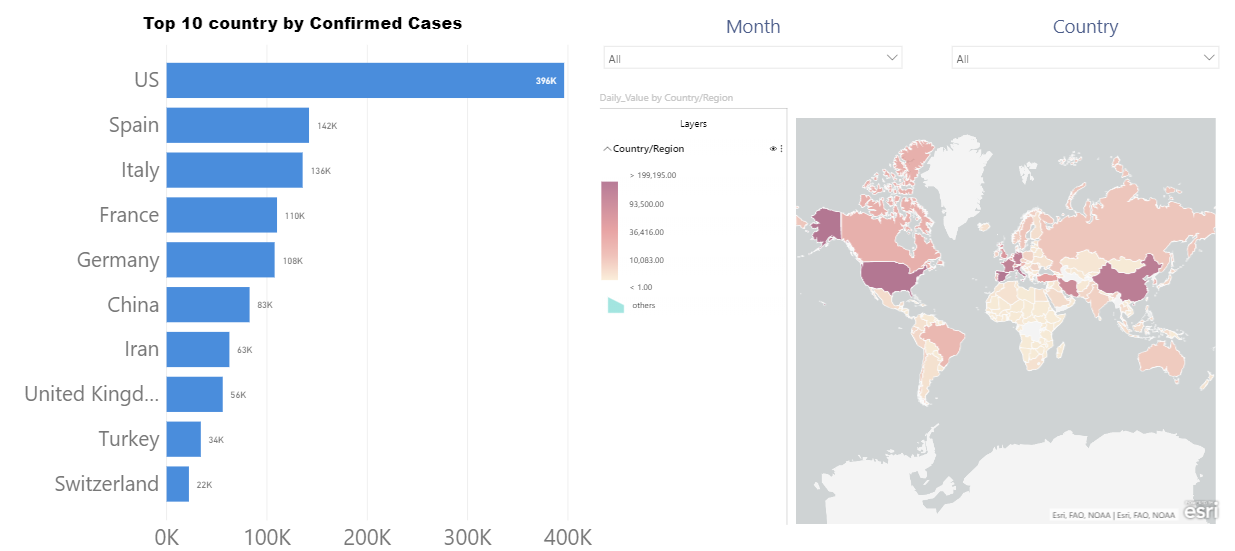 Top 10 country by Confirmed Cases
US
396K
Spain
142K
Italy
136K
France
110K
Germany
108K
China
83K
Iran
63K
United Kingd...
56K
Turkey
34K
Switzerland
22K
0K 100K 200K 300K 400K
Month
All
Country
All
Daily_Value by Country/Region
Layers
Country/Region
> 199,195.00
93,500.00
36,416.00
10,083.00
< 1.00
others
Esri, FAO, NOAA | Esri, FAO, NOAA
esri